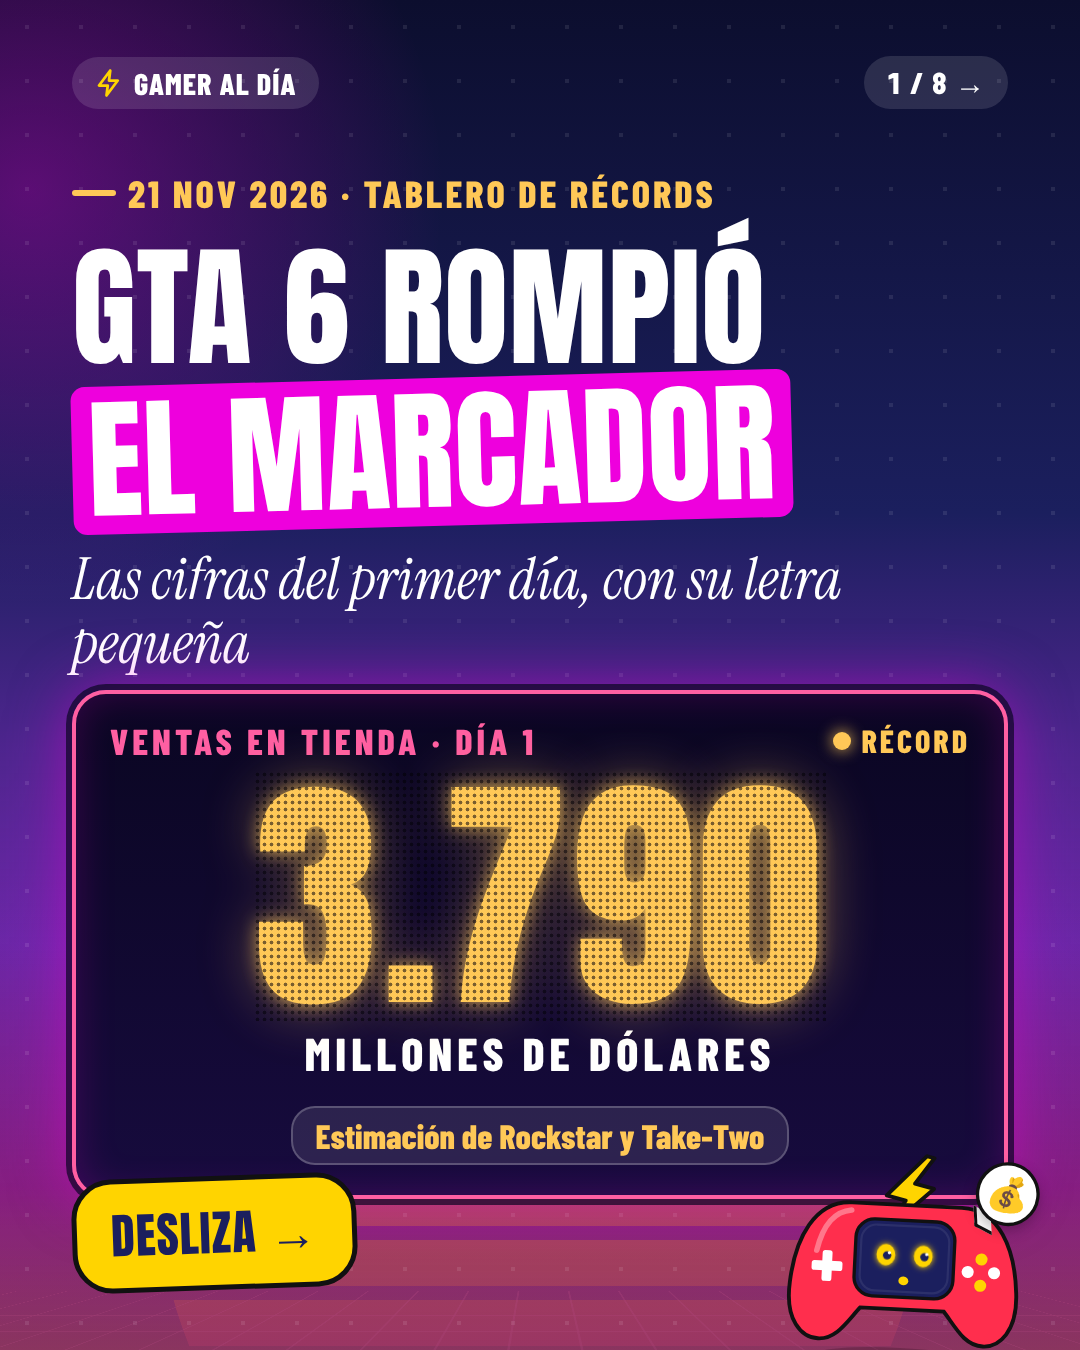 GAMER AL DÍA
1 / 8 →
21 NOV 2026 · TABLERO DE RÉCORDS
GTA 6 ROMPIÓ
EL MARCADOR
Las cifras del primer día, con su letra
pequeña
VENTAS EN TIENDA · DÍA 1
RÉCORD
3.790
MILLONES DE DÓLARES
Estimación de Rockstar y Take-Two
DESLIZA →